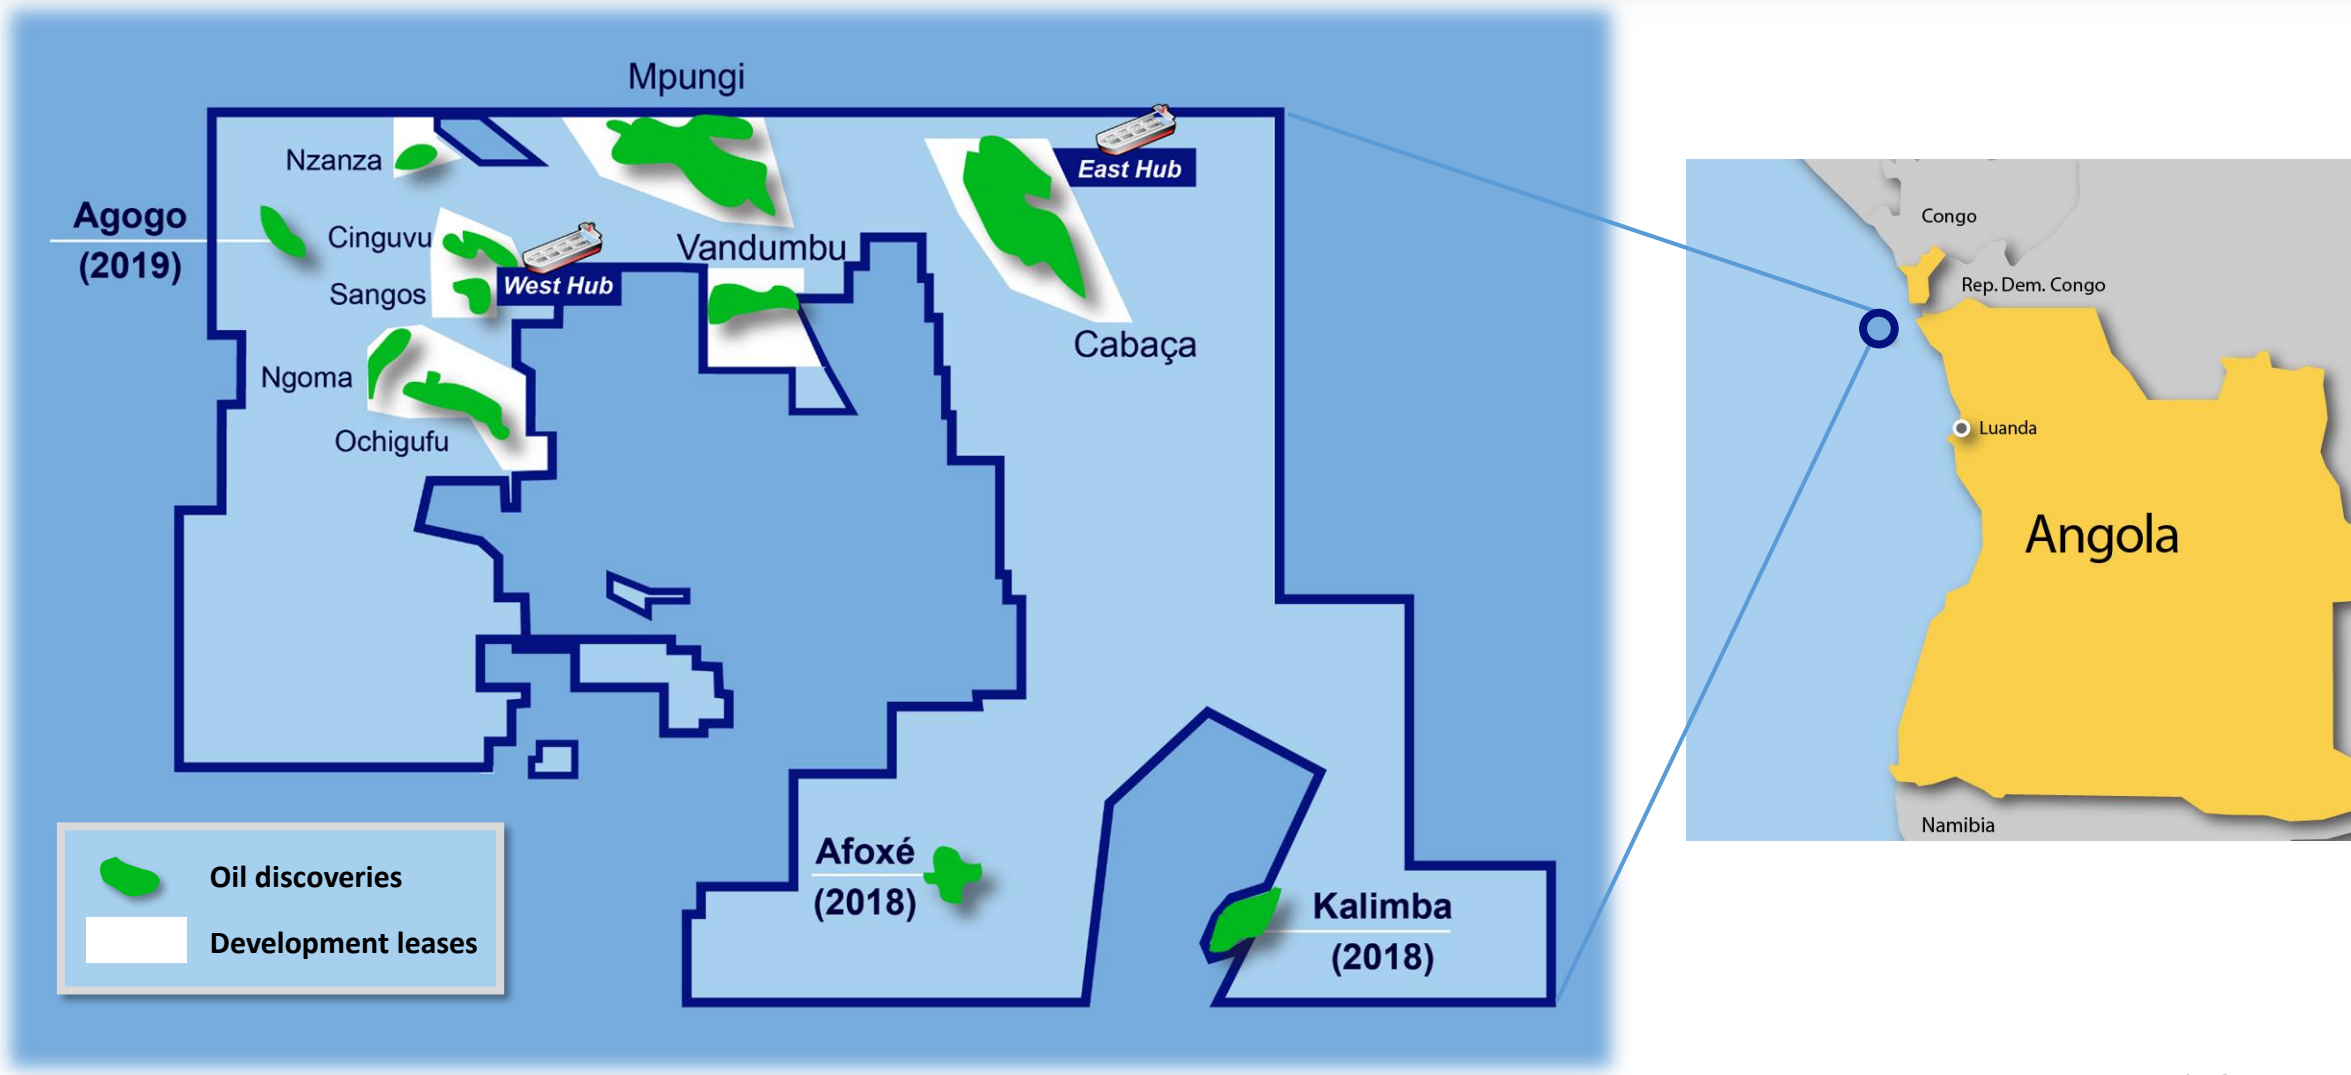 Mpungi
Nzanza
East Hub
Agogo
(2019)
Cinguvu
Vandumbu
Sangos
West Hub
Cabaça
Ngoma
Ochigufu
Afoxé
(2018)
Kalimba
(2018)
Oil discoveries
Development leases
Congo
Rep. Dem. Congo
Luanda
Angola
Namibia